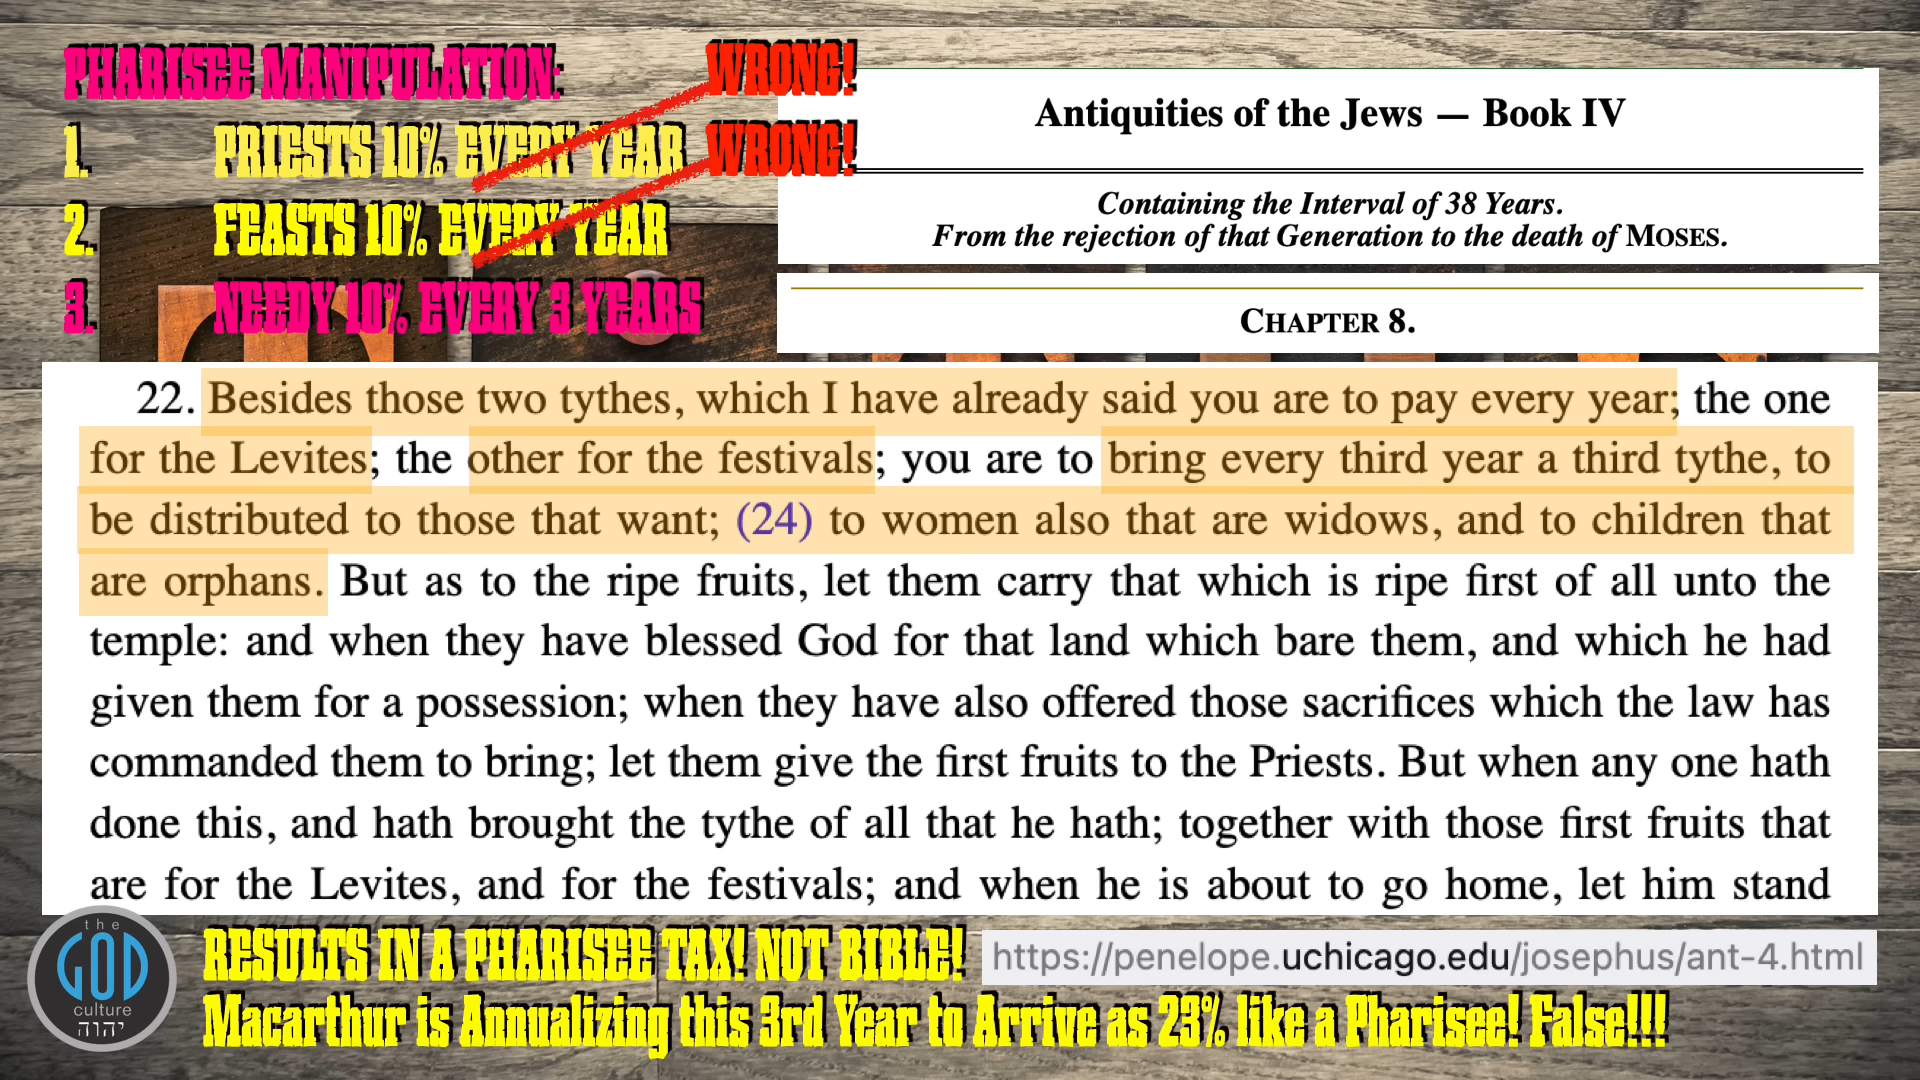 PHARISEE MANIPULATION:
WRONG!
1. PRIESTS 10% EVERY YEAR
WRONG!
2. FEASTS 10% EVERY YEAR
3. NEEDY 10% EVERY 3 YEARS
Antiquities of the Jews — Book IV
Containing the Interval of 38 Years.
From the rejection of that Generation to the death of MOSES.
CHAPTER 8.
22. Besides those two tythes, which I have already said you are to pay every year; the one
for the Levites; the other for the festivals; you are to bring every third year a third tythe, to
be distributed to those that want; (24) to women also that are widows, and to children that
are orphans. But as to the ripe fruits, let them carry that which is ripe first of all unto the
temple: and when they have blessed God for that land which bare them, and which he had
given them for a possession; when they have also offered those sacrifices which the law has
commanded them to bring; let them give the first fruits to the Priests. But when any one hath
done this, and hath brought the tythe of all that he hath; together with those first fruits that
are for the Levites, and for the festivals; and when he is about to go home, let him stand
the
GOD
culture
יהוה
RESULTS IN A PHARISEE TAX! NOT BIBLE!
https://penelope.uchicago.edu/josephus/ant-4.html
Macarthur is Annualizing this 3rd Year to Arrive as 23% like a Pharisee! False!!!